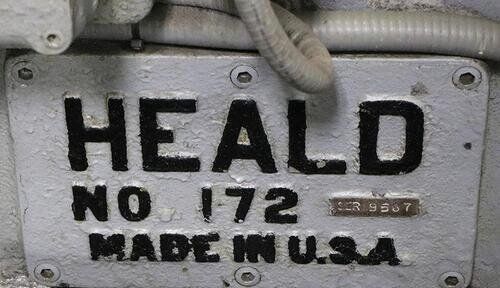 HEALD
NO 172 SER 9567
MADE IN U.S.A